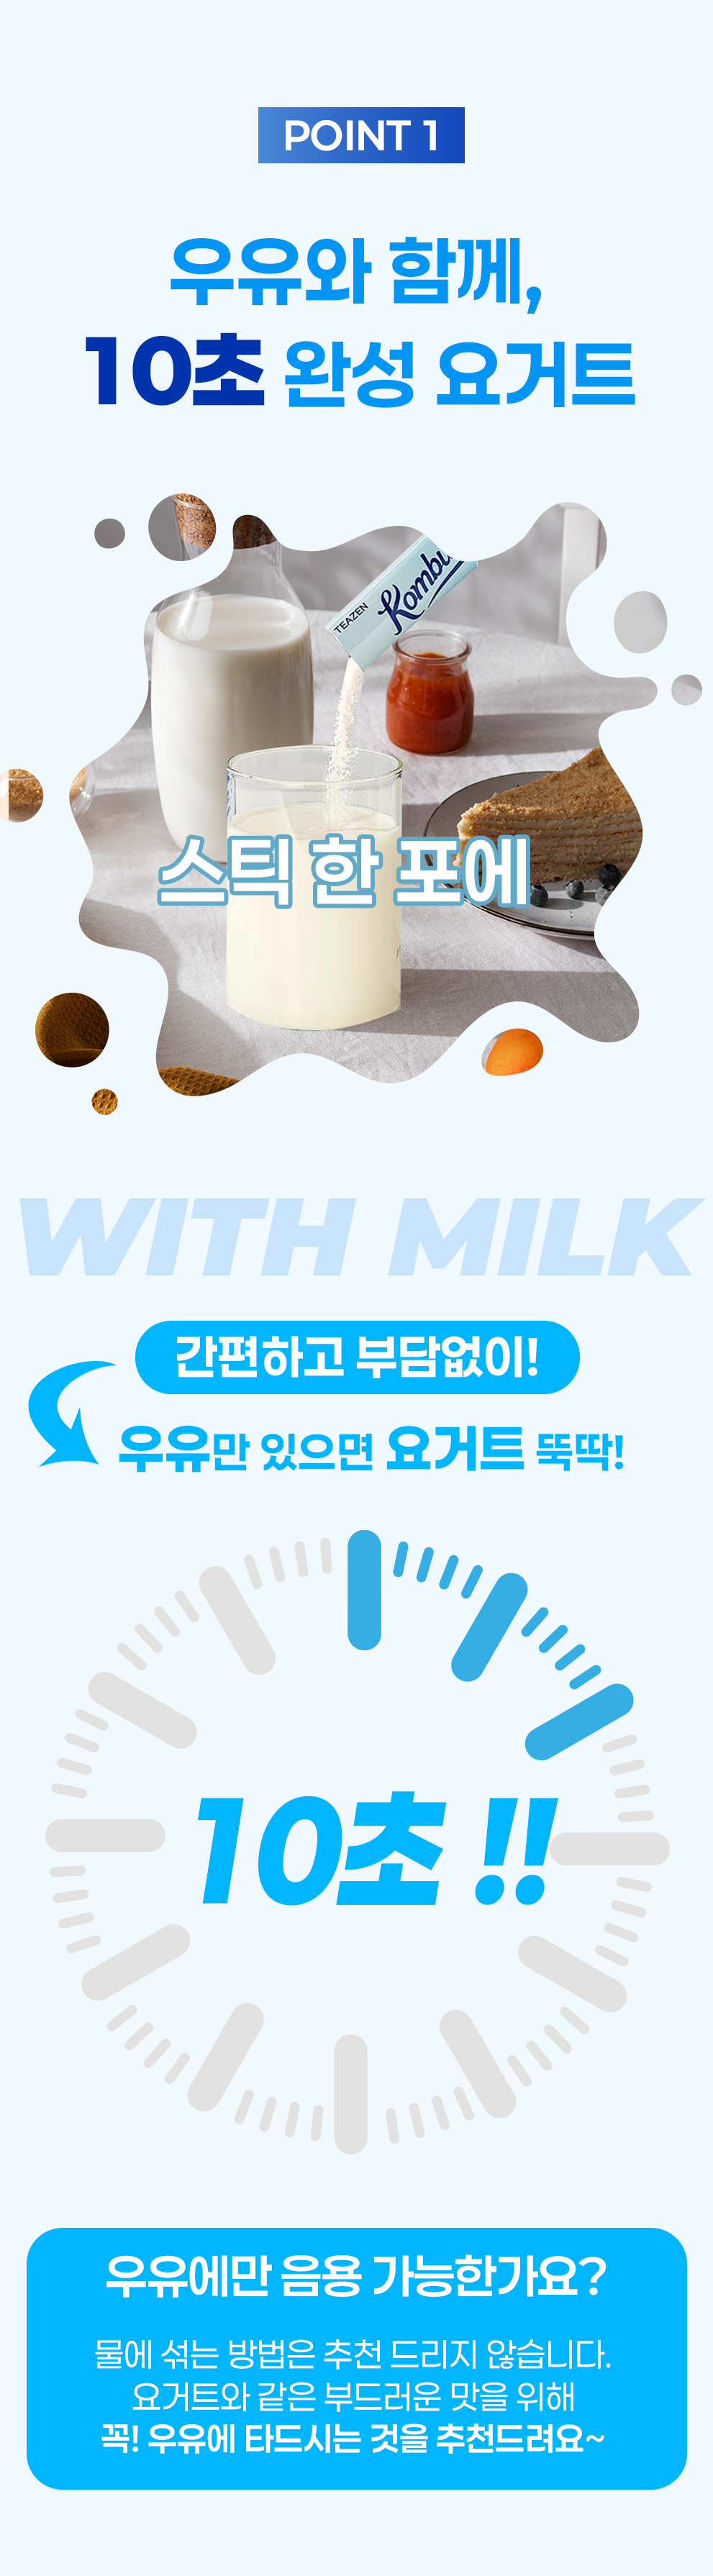 POINT 1
우유와 함께,
10초 완성 요거트
TEAZEN
Kombu
스틱 한 포에
WITH MILK
간편하고 부담없이!
우유만 있으면 요거트 뚝딱!
10초 !!
우유에만 음용 가능한가요?
물에 섞는 방법은 추천 드리지 않습니다.
요거트와 같은 부드러운 맛을 위해
꼭! 우유에 타드시는 것을 추천드려요~